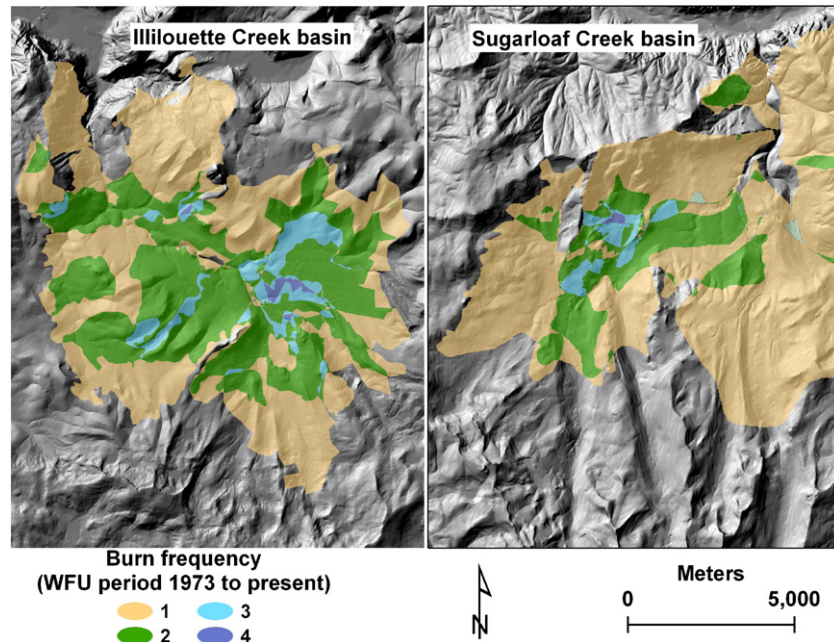 Illilouette Creek basin
Sugarloaf Creek basin
Burn frequency
(WFU period 1973 to present)
1 3
2 4
N
Meters
0 5,000